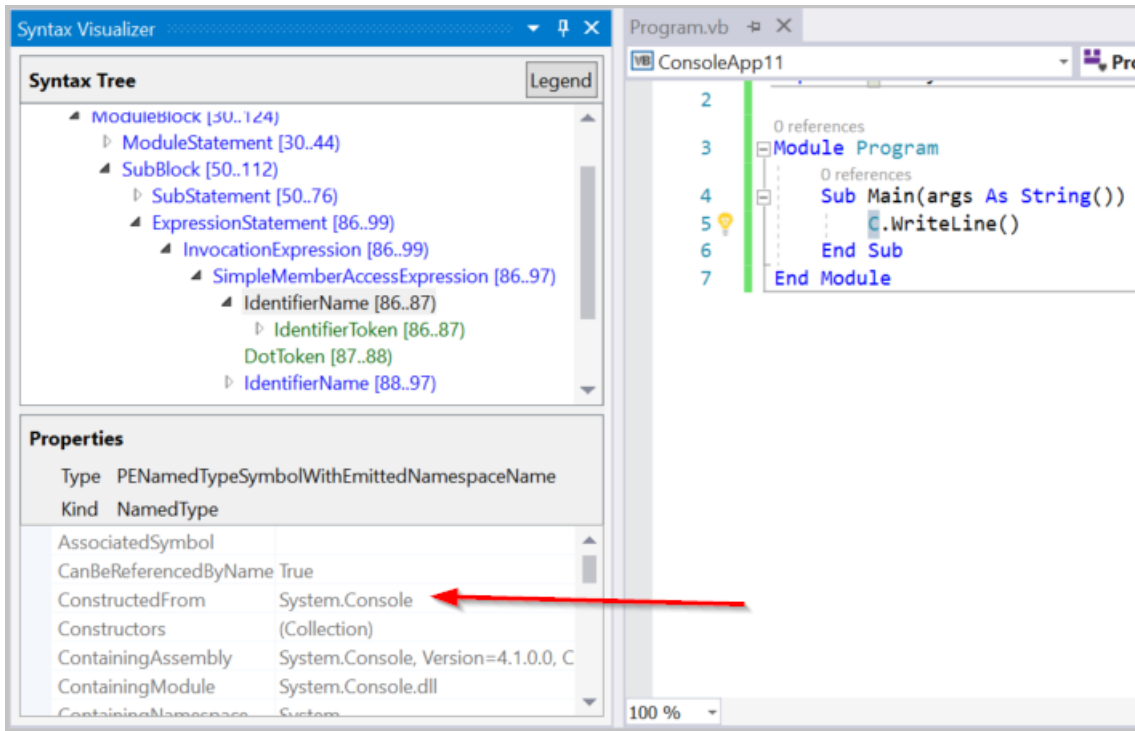 Syntax Visualizer
Syntax Tree
Legend
ModuleBlock [30..124)
ModuleStatement [30..44)
SubBlock [50..112)
SubStatement [50..76)
ExpressionStatement [86..99)
InvocationExpression [86..99)
SimpleMemberAccessExpression [86..97)
IdentifierName [86..87)
IdentifierToken [86..87)
DotToken [87..88)
IdentifierName [88..97)
Properties
Type PENamedTypeSymbolWithEmittedNamespaceName
Kind NamedType
AssociatedSymbol
CanBeReferencedByName True
ConstructedFrom System.Console
Constructors (Collection)
ContainingAssembly System.Console, Version=4.1.0.0, C
ContainingModule System.Console.dll
ContainingNamespace System
Program.vb
VB ConsoleApp11 Pro
2
0 references
3 Module Program
0 references
4 Sub Main(args As String())
5 C.WriteLine()
6 End Sub
7 End Module
100 %